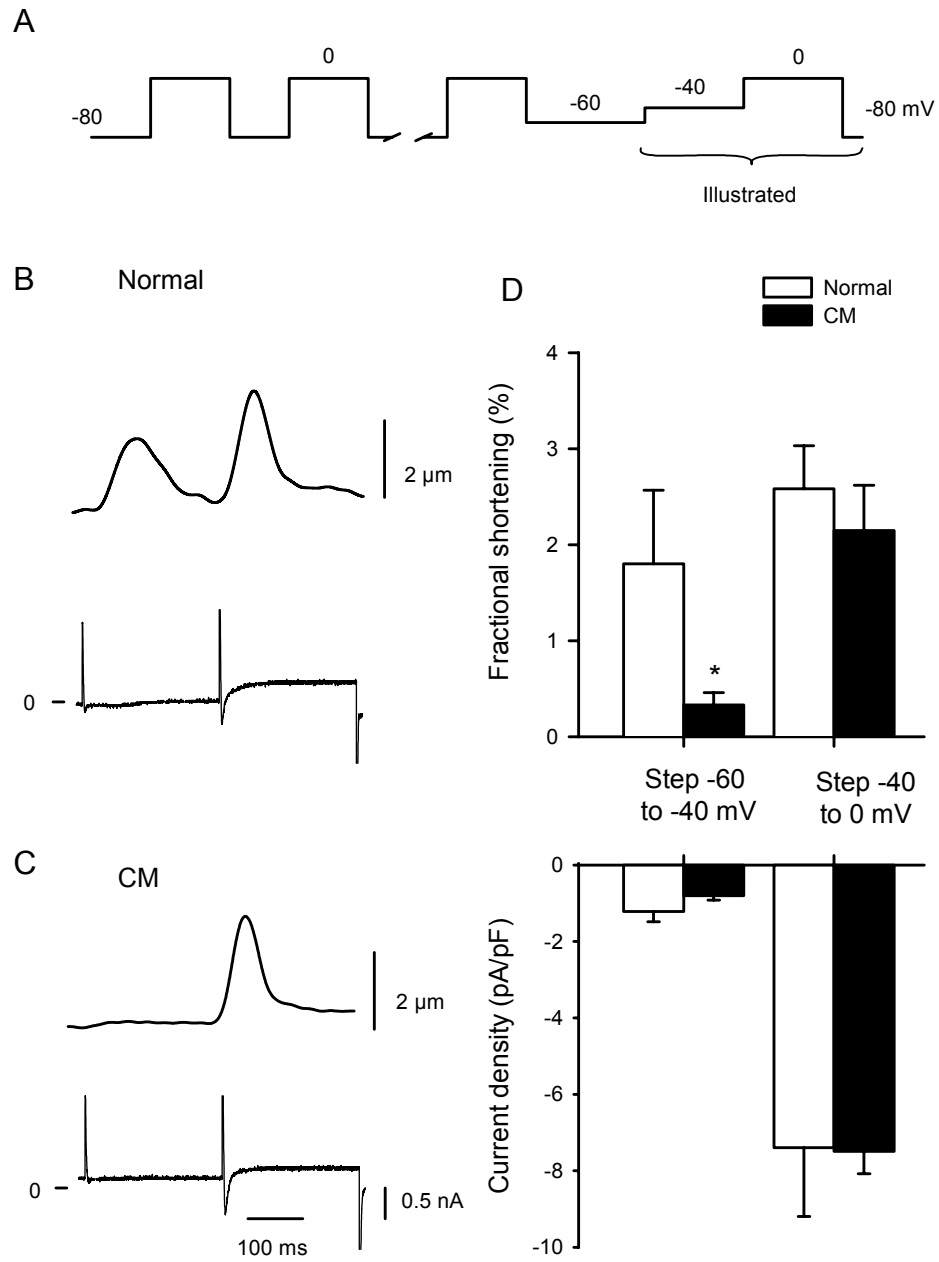 A
-80
0
-60
-40
0
-80 mV
Illustrated
B
Normal
2 µm
0
C
CM
2 µm
0
0.5 nA
100 ms
D
Normal
CM
Fractional shortening (%)
4
3
2
1
0
*
Step -60
to -40 mV
Step -40
to 0 mV
Current density (pA/pF)
0
-2
-4
-6
-8
-10